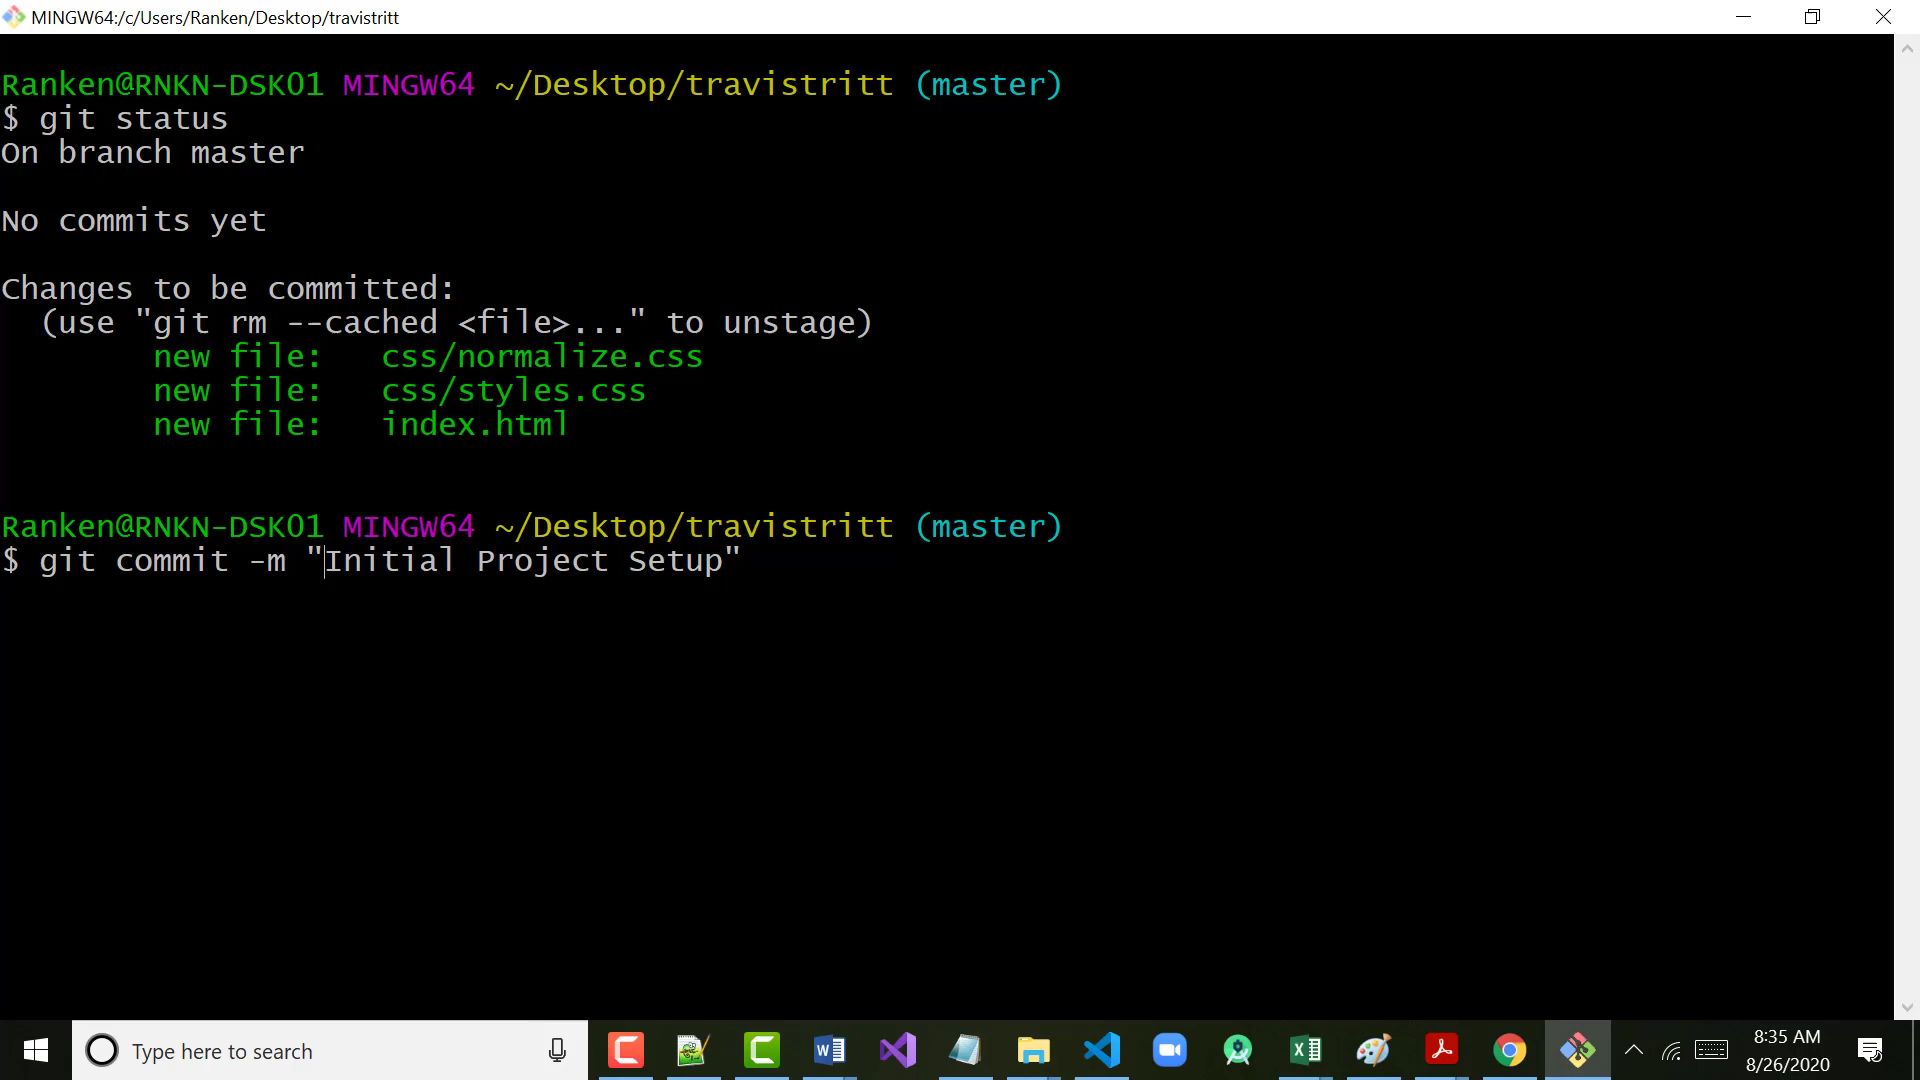 MINGW64:/c/Users/Ranken/Desktop/travistritt
Ranken@RNKN-DSK01 MINGW64 ~/Desktop/travistritt (master)
$ git status
On branch master
No commits yet
Changes to be committed:
(use "git rm --cached <file>..." to unstage)
new file:   css/normalize.css
new file:   css/styles.css
new file:   index.html
Ranken@RNKN-DSK01 MINGW64 ~/Desktop/travistritt (master)
$ git commit -m "Initial Project Setup"
Type here to search
8:35 AM
8/26/2020